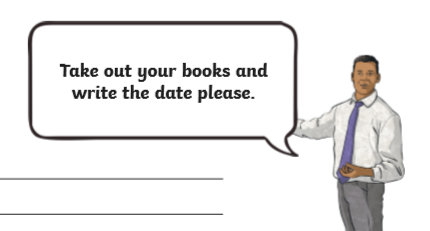 Take out your books and
write the date please.